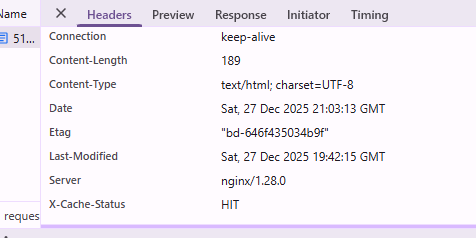 Name
Headers Preview Response Initiator Timing
51...
Connection keep-alive
Content-Length 189
Content-Type text/html; charset=UTF-8
Date Sat, 27 Dec 2025 21:03:13 GMT
Etag "bd-646f435034b9f"
Last-Modified Sat, 27 Dec 2025 19:42:15 GMT
Server nginx/1.28.0
X-Cache-Status HIT
reques